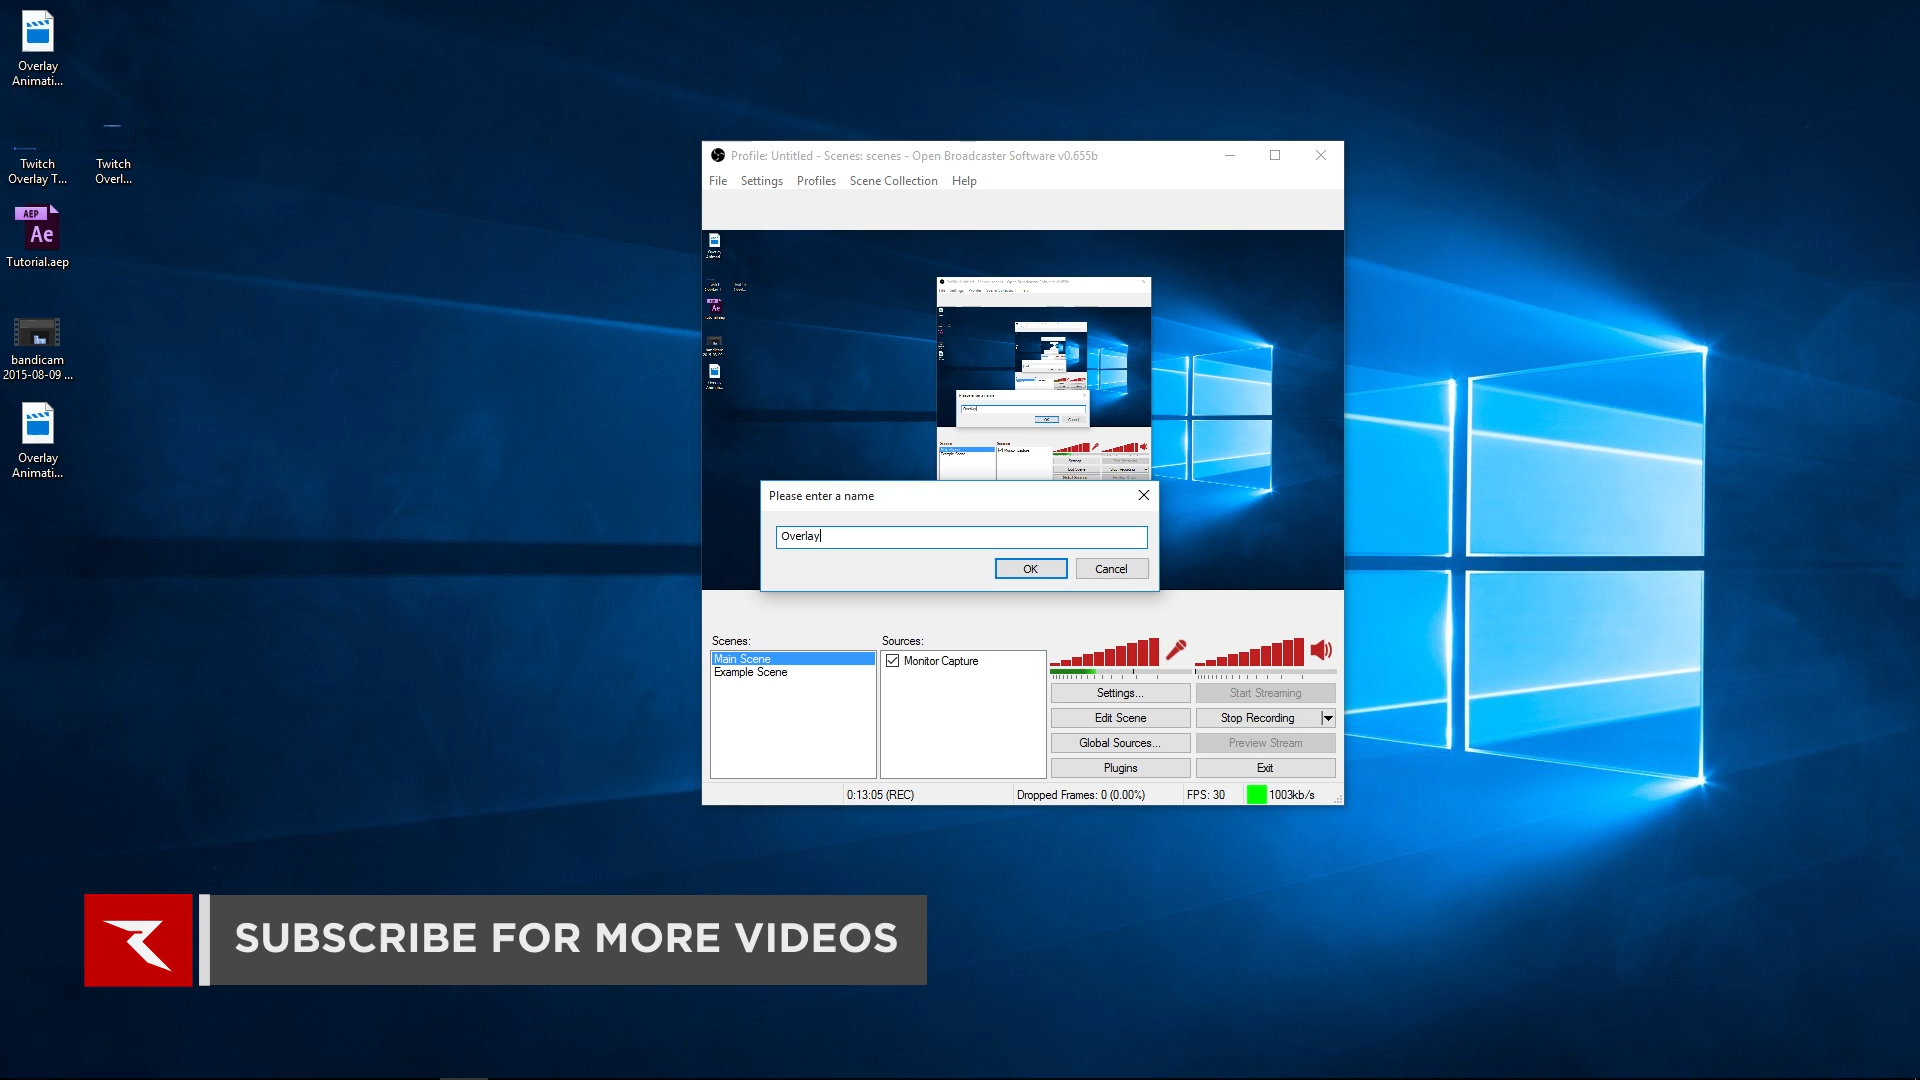 Overlay
Animati...
Twitch
Overlay T...
Twitch
Overl...
Tutorial.aep
bandicam
2015-08-09 ...
Overlay
Animati...
AEP
Ae
Profile: Untitled - Scenes: scenes - Open Broadcaster Software v0.655b
File Settings Profiles Scene Collection Help
Please enter a name
Overlay
OK Cancel
Scenes:
Main Scene
Example Scene
Sources:
Monitor Capture
Settings... Start Streaming
Edit Scene Stop Recording
Global Sources... Preview Stream
Plugins Exit
0:13:05 (REC) Dropped Frames: 0 (0.00%) FPS: 30 1003kb/s
SUBSCRIBE FOR MORE VIDEOS